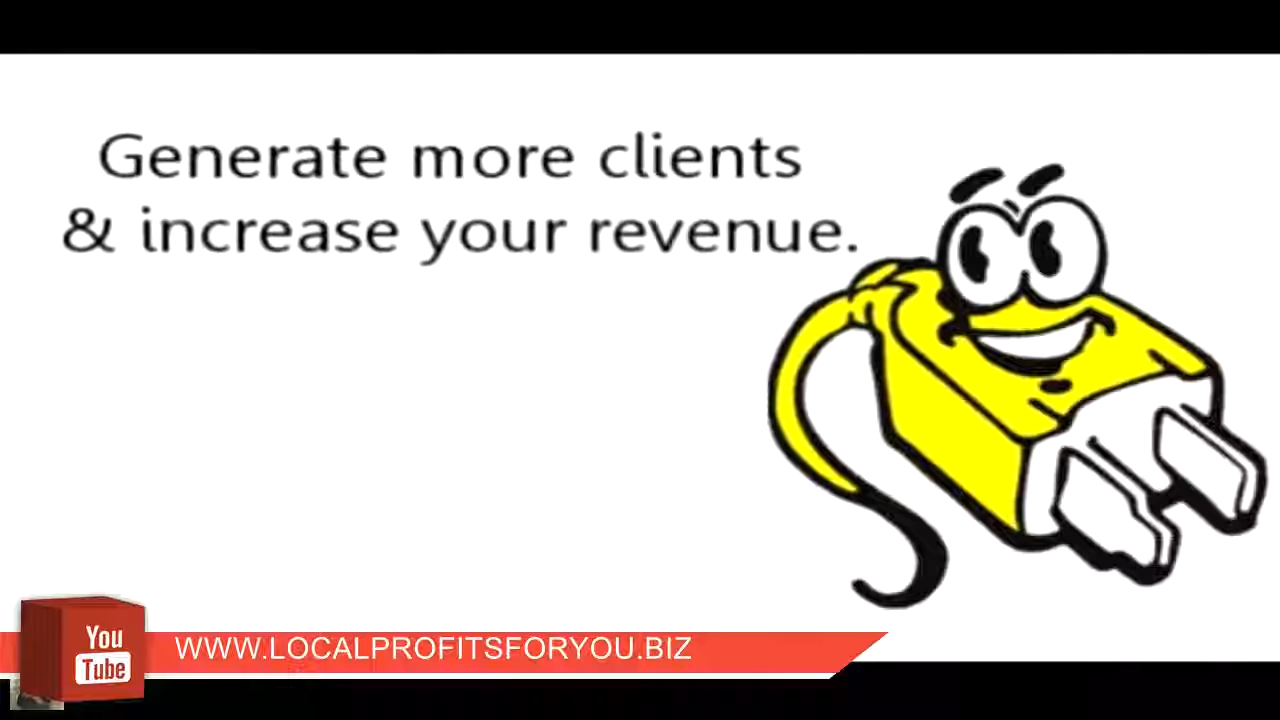 Generate more clients
& increase your revenue.
You
Tube
WWW.LOCALPROFITSFORYOU.BIZ